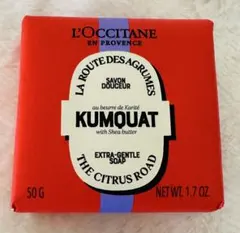 L'OCCITANE
EN PROVENCE
LA ROUTE DES AGRUMES
SAVON
DOUCEUR
au beurre de Karité
KUMQUAT
with Shea butter
EXTRA-GENTLE
SOAP
THE CITRUS ROAD
50 G
NET WT. 1.7 OZ.